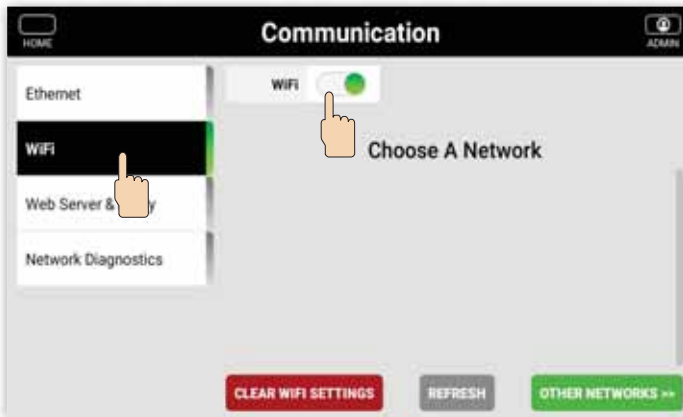 HOME
Communication
ADMIN
Ethernet
WiFi
WiFi
Choose A Network
Web Server &
Network Diagnostics
CLEAR WIFI SETTINGS
REFRESH
OTHER NETWORKS >>